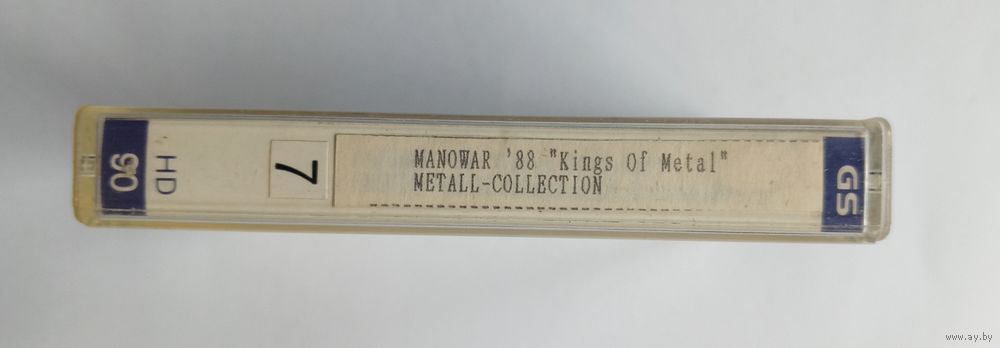 HD
90
7
MANOWAR '88 "Kings Of Metal"
METALL-COLLECTION
GS
www.ay.by